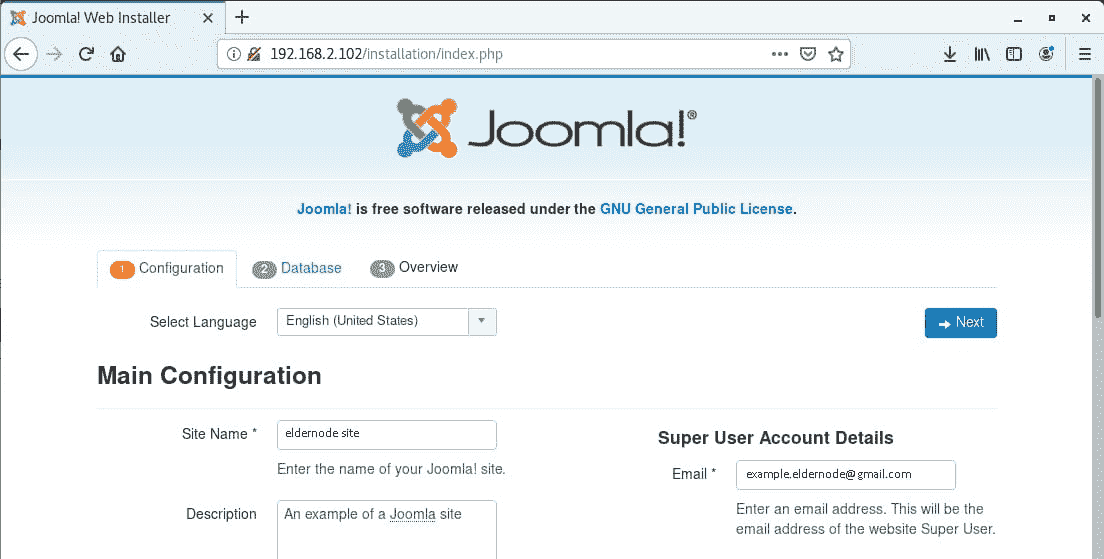 Joomla! Web Installer
192.168.2.102/installation/index.php
Joomla!®
Joomla! is free software released under the GNU General Public License.
1 Configuration
2 Database
3 Overview
Select Language
English (United States)
Next
Main Configuration
Site Name *
eldernode site
Enter the name of your Joomla! site.
Super User Account Details
Email *
example.eldernode@gmail.com
Enter an email address. This will be the
email address of the website Super User.
Description
An example of a Joomla site